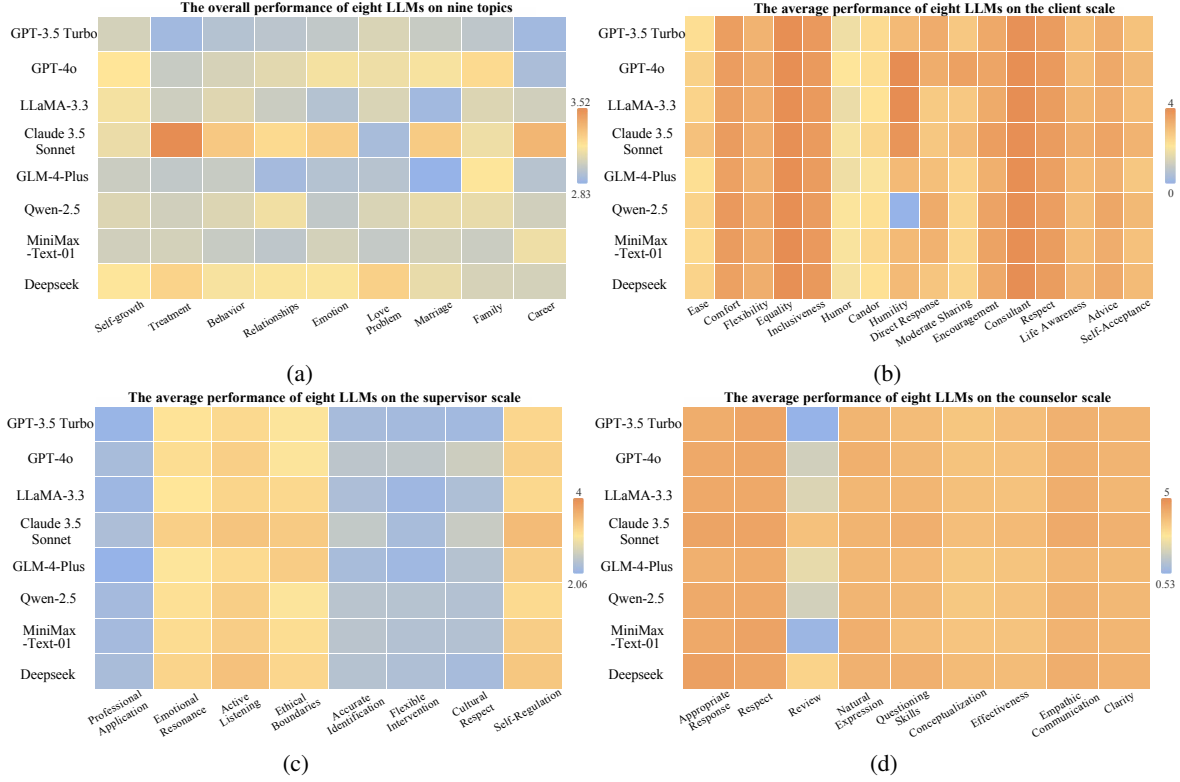 The overall performance of eight LLMs on nine topics
GPT-3.5 Turbo
GPT-4o
LLaMA-3.3
Claude 3.5
Sonnet
GLM-4-Plus
Qwen-2.5
MiniMax
-Text-01
Deepseek
3.52
2.83
Self-growth
Treatment
Behavior
Relationships
Emotion
Love
Problem
Marriage
Family
Career
(a)
The average performance of eight LLMs on the client scale
GPT-3.5 Turbo
GPT-4o
LLaMA-3.3
Claude 3.5
Sonnet
GLM-4-Plus
Qwen-2.5
MiniMax
-Text-01
Deepseek
4
0
Ease
Comfort
Flexibility
Equality
Inclusiveness
Humor
Candor
Humility
Direct Response
Moderate Sharing
Encouragement
Consultant
Respect
Life Awareness
Advice
Self-Acceptance
(b)
The average performance of eight LLMs on the supervisor scale
GPT-3.5 Turbo
GPT-4o
LLaMA-3.3
Claude 3.5
Sonnet
GLM-4-Plus
Qwen-2.5
MiniMax
-Text-01
Deepseek
4
2.06
Professional
Application
Emotional
Resonance
Active
Listening
Ethical
Boundaries
Accurate
Identification
Flexible
Intervention
Cultural
Respect
Self-Regulation
(c)
The average performance of eight LLMs on the counselor scale
GPT-3.5 Turbo
GPT-4o
LLaMA-3.3
Claude 3.5
Sonnet
GLM-4-Plus
Qwen-2.5
MiniMax
-Text-01
Deepseek
5
0.53
Appropriate
Response
Respect
Review
Natural
Expression
Questioning
Skills
Conceptualization
Effectiveness
Empathic
Communication
Clarity
(d)